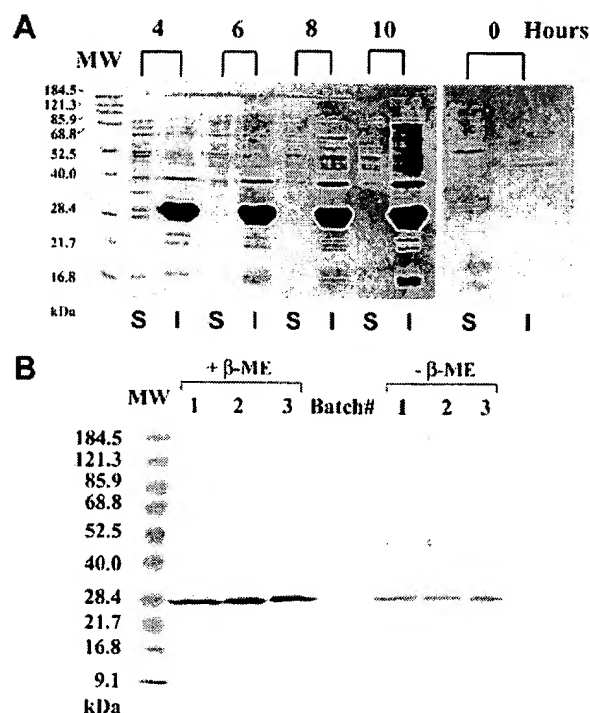 A
4 6 8 10 0 Hours
MW
184.5
121.3
85.9
68.8
52.5
40.0
28.4
21.7
16.8
kDa
S I S I S I S I S I
B
+ β-ME - β-ME
MW 1 2 3 Batch# 1 2 3
184.5
121.3
85.9
68.8
52.5
40.0
28.4
21.7
16.8
9.1
kDa